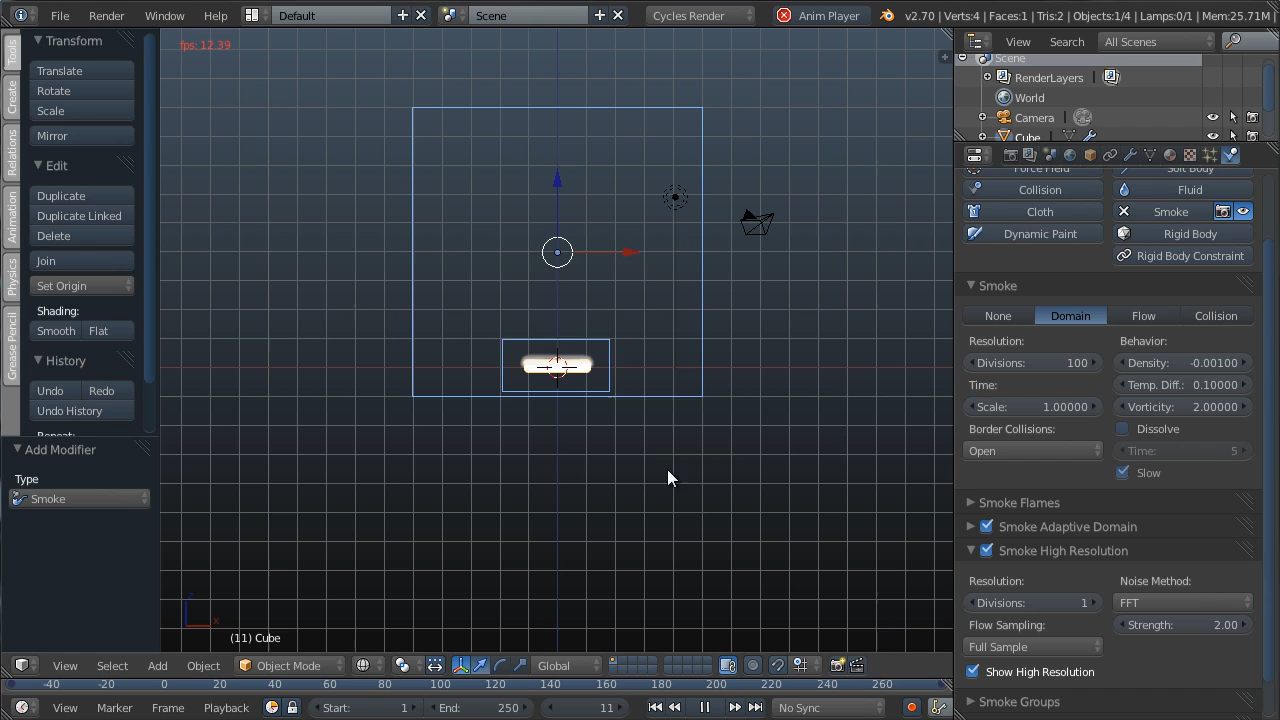 File Render Window Help Default Scene Cycles Render Anim Player v2.70 | Verts:4 | Faces:1 | Tris:2 | Objects:1/4 | Lamps:0/1 | Mem:25.71M
Tools
Create
Relations
Animation
Physics
Grease Pencil
Transform
Translate
Rotate
Scale
Mirror
Edit
Duplicate
Duplicate Linked
Delete
Join
Set Origin
Shading:
Smooth Flat
History
Undo Redo
Undo History
Repeat:
Add Modifier
Type
Smoke
fps: 12.39
z
x
(11) Cube
View Search All Scenes
Scene
RenderLayers
World
Camera
Cube
Force Field Soft Body
Collision Fluid
Cloth Smoke
Dynamic Paint Rigid Body
Rigid Body Constraint
Smoke
None Domain Flow Collision
Resolution: Behavior:
Divisions: 100 Density: -0.00100
Time: Temp. Diff.: 0.10000
Scale: 1.00000 Vorticity: 2.00000
Border Collisions: Dissolve
Open Time: 5
Slow
Smoke Flames
Smoke Adaptive Domain
Smoke High Resolution
Resolution: Noise Method:
Divisions: 1 FFT
Flow Sampling: Strength: 2.00
Full Sample
Show High Resolution
Smoke Groups
View Select Add Object Object Mode Global
-40 -20 0 20 40 60 80 100 120 140 160 180 200 220 240 260
View Marker Frame Playback Start: 1 End: 250 11 No Sync